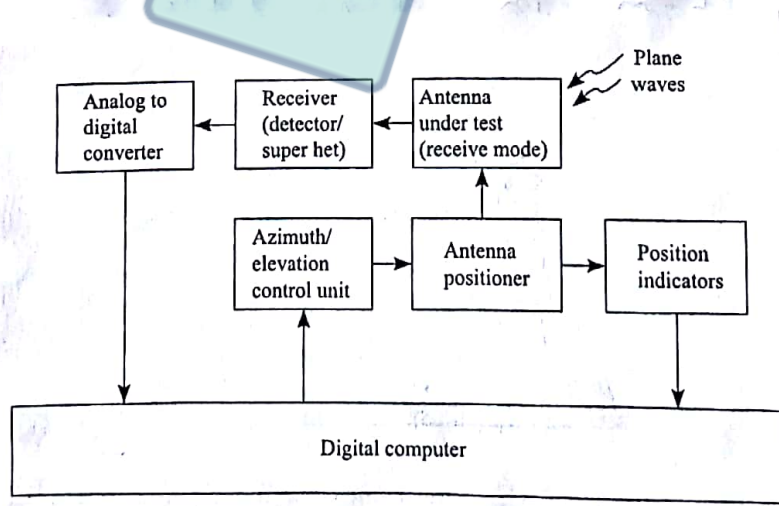 Plane
waves
Analog to
digital
converter
Receiver
(detector/
super het)
Antenna
under test
(receive mode)
Azimuth/
elevation
control unit
Antenna
positioner
Position
indicators
Digital computer